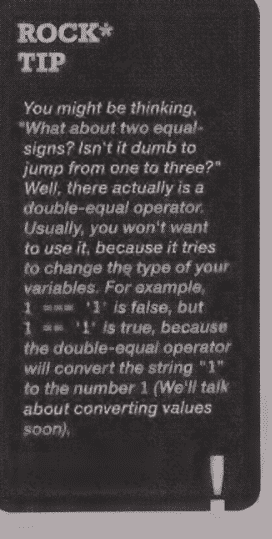 ROCK*
TIP
You might be thinking,
"What about two equal-
signs? Isn't it dumb to
jump from one to three?"
Well, there actually is a
double-equal operator.
Usually, you won't want
to use it, because it tries
to change the type of your
variables. For example,
1 === '1' is false, but
1 == '1' is true, because
the double-equal operator
will convert the string "1"
to the number 1 (We'll talk
about converting values
soon).
!